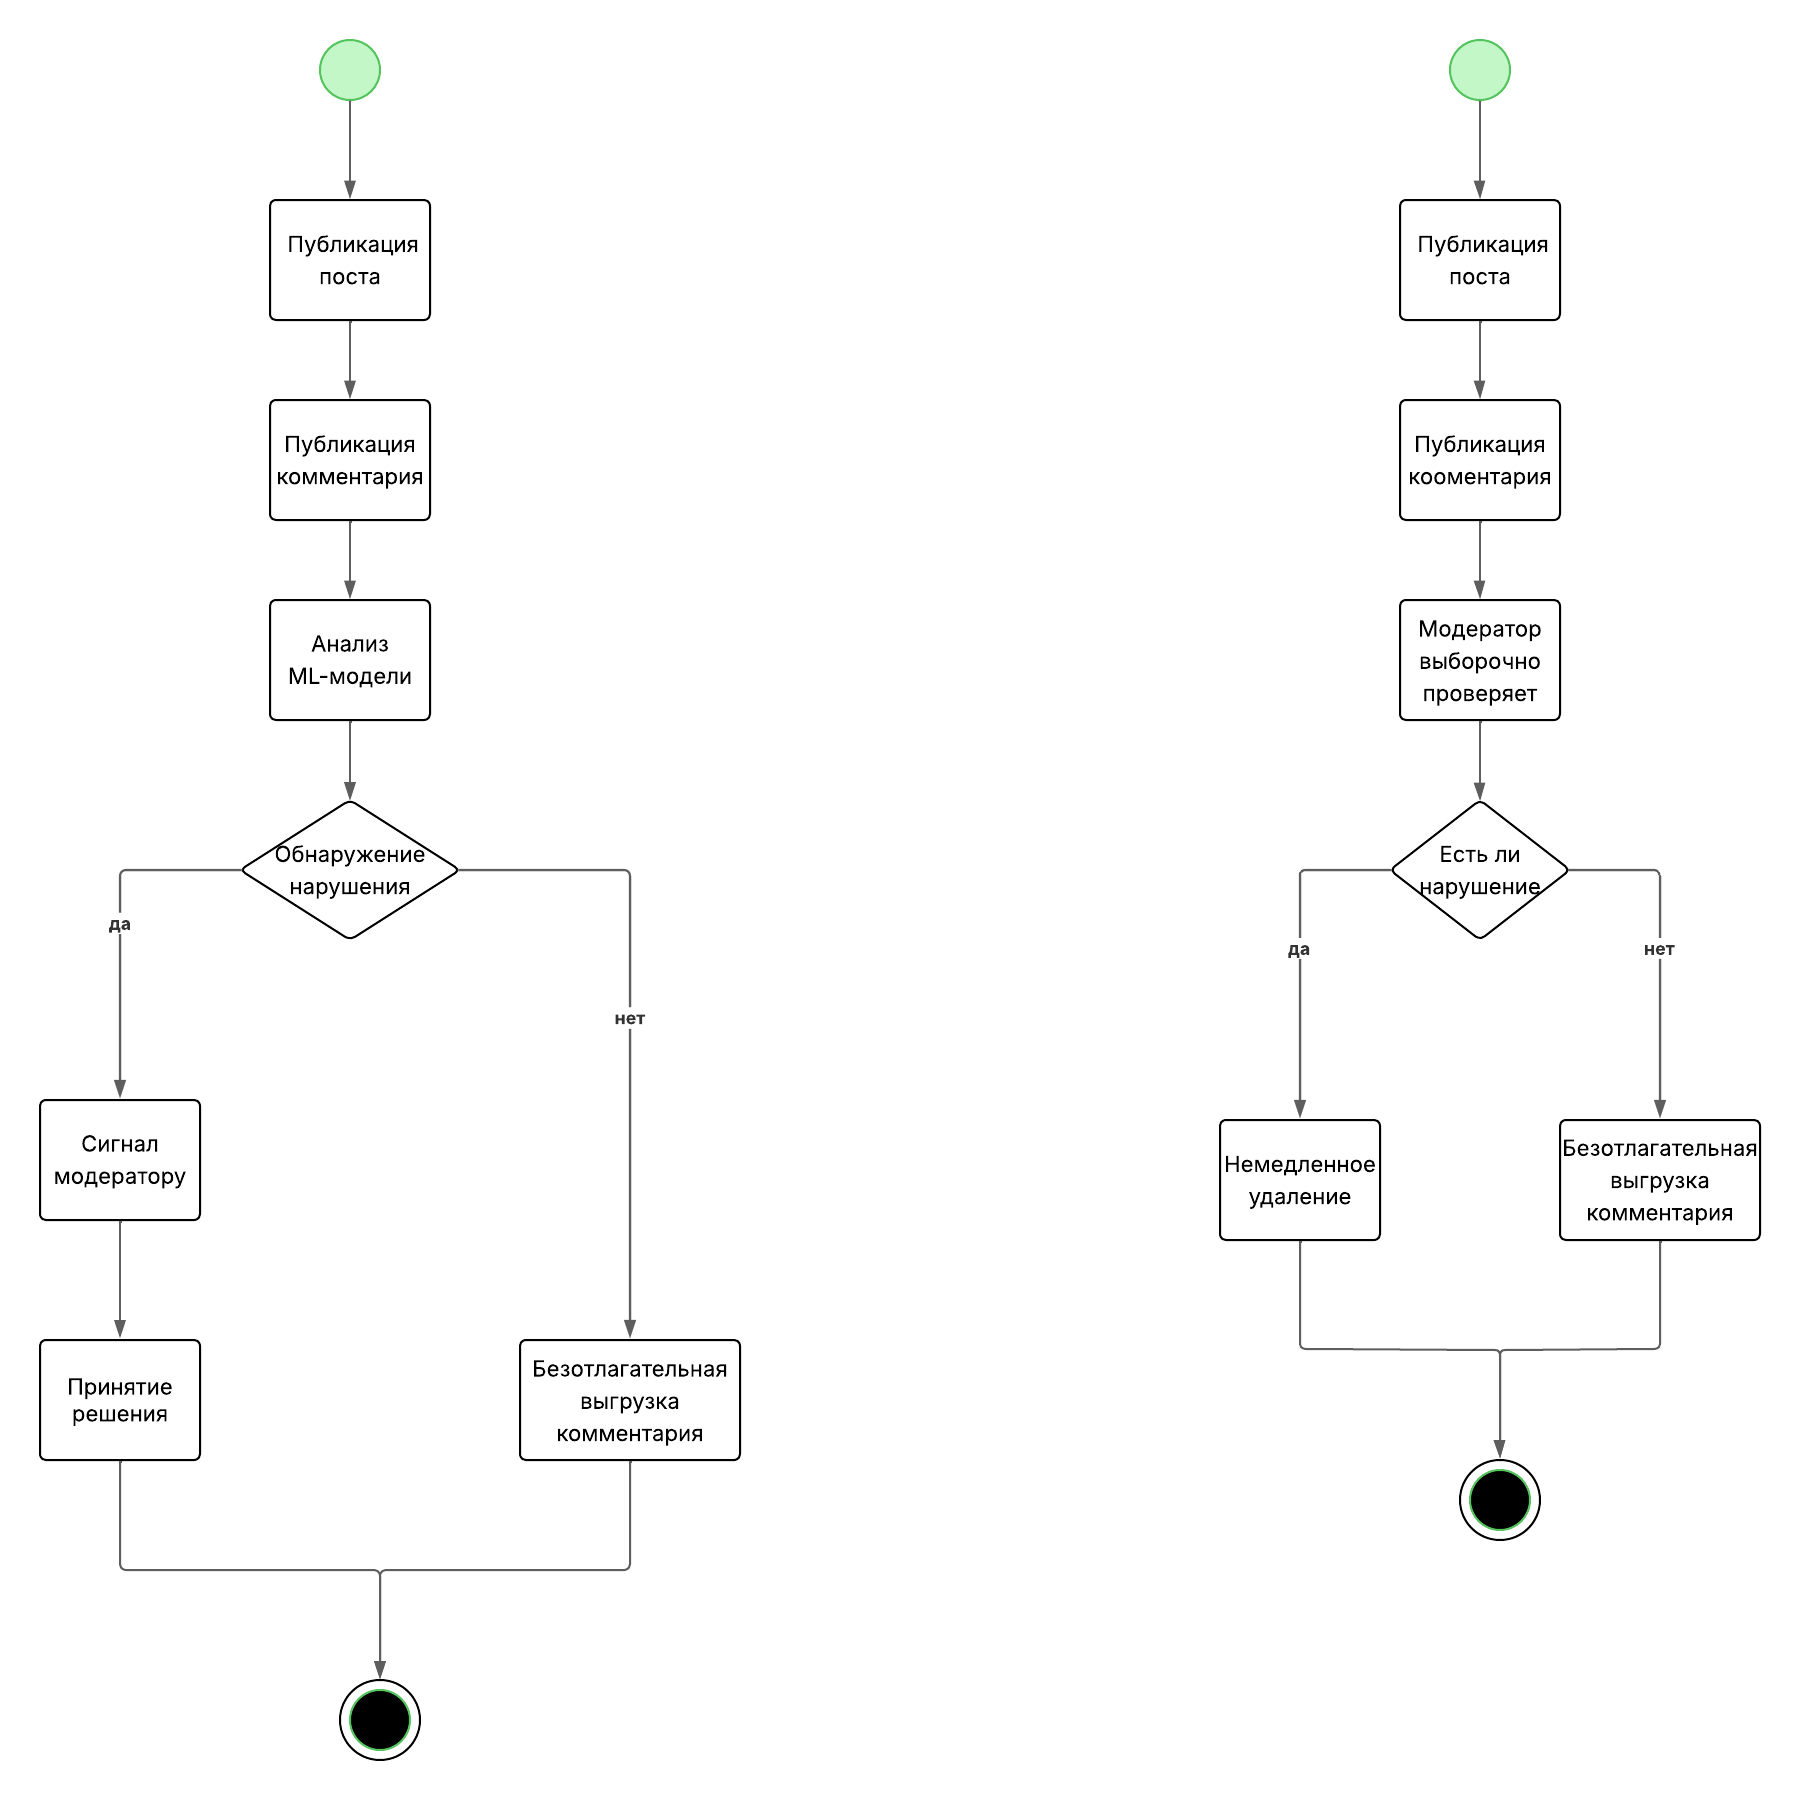 Публикация
поста
Публикация
комментария
Анализ
ML-модели
Обнаружение
нарушения
да
нет
Сигнал
модератору
Принятие
решения
Безотлагательная
выгрузка
комментария
Публикация
поста
Публикация
кооментария
Модератор
выборочно
проверяет
Есть ли
нарушение
да
нет
Немедленное
удаление
Безотлагательная
выгрузка
комментария